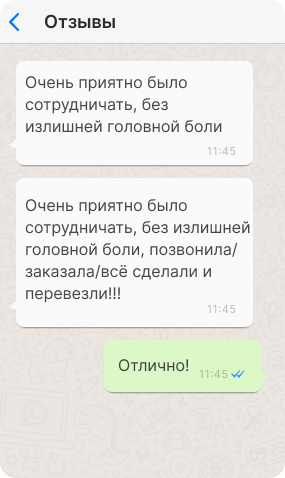 Отзывы
Очень приятно было
сотрудничать, без
излишней головной боли
11:45
Очень приятно было
сотрудничать, без излишней
головной боли, позвонила/
заказала/всё сделали и
перевезли!!!
11:45
Отлично!
11:45